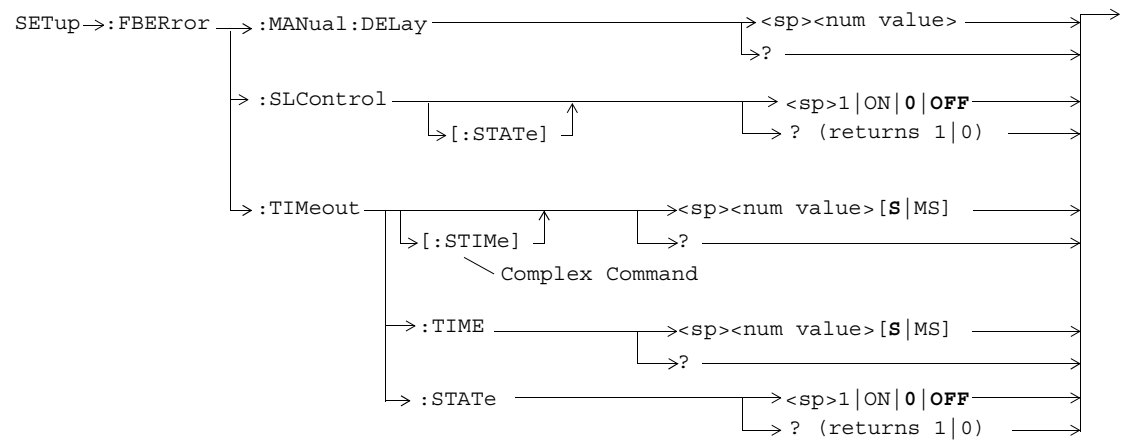 SETup :FBERror :MANual:DELay <sp><num value>
?
:SLControl <sp>1|ON|0|OFF
[:STATe] ? (returns 1|0)
:TIMeout <sp><num value>[S|MS]
[:STIMe] ?
Complex Command
:TIME <sp><num value>[S|MS]
?
:STATe <sp>1|ON|0|OFF
? (returns 1|0)